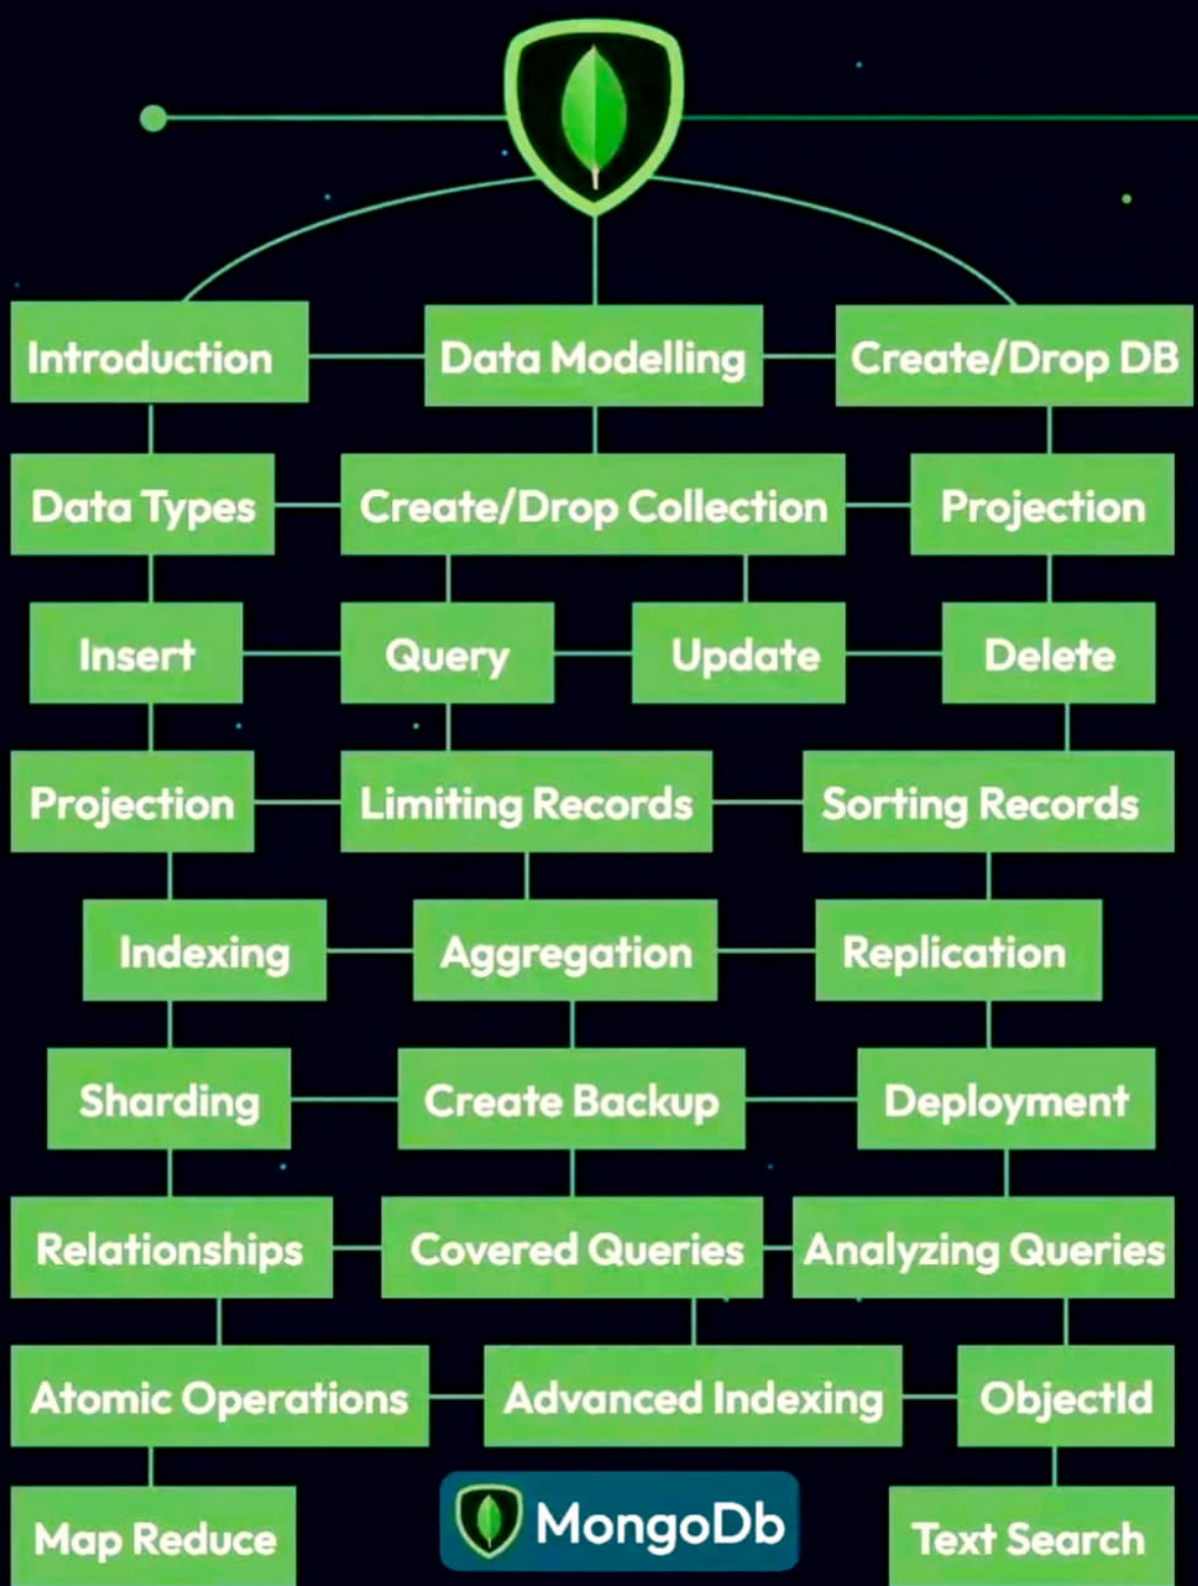 Introduction
Data Modelling
Create/Drop DB
Data Types
Create/Drop Collection
Projection
Insert
Query
Update
Delete
Projection
Limiting Records
Sorting Records
Indexing
Aggregation
Replication
Sharding
Create Backup
Deployment
Relationships
Covered Queries
Analyzing Queries
Atomic Operations
Advanced Indexing
ObjectId
Map Reduce
MongoDb
Text Search